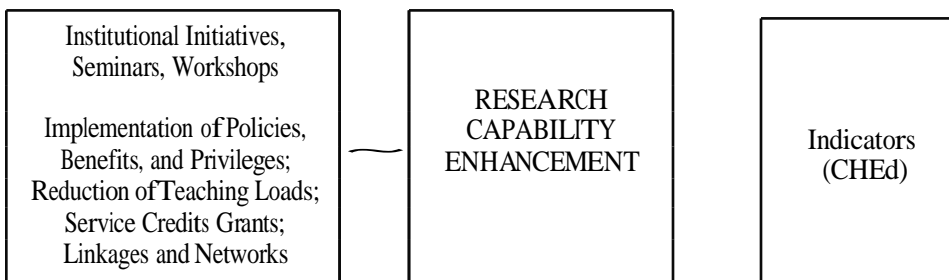 Institutional Initiatives,
Seminars, Workshops
Implementation of Policies,
Benefits, and Privileges;
Reduction of Teaching Loads;
Service Credits Grants;
Linkages and Networks
RESEARCH
CAPABILITY
ENHANCEMENT
Indicators
(CHEd)